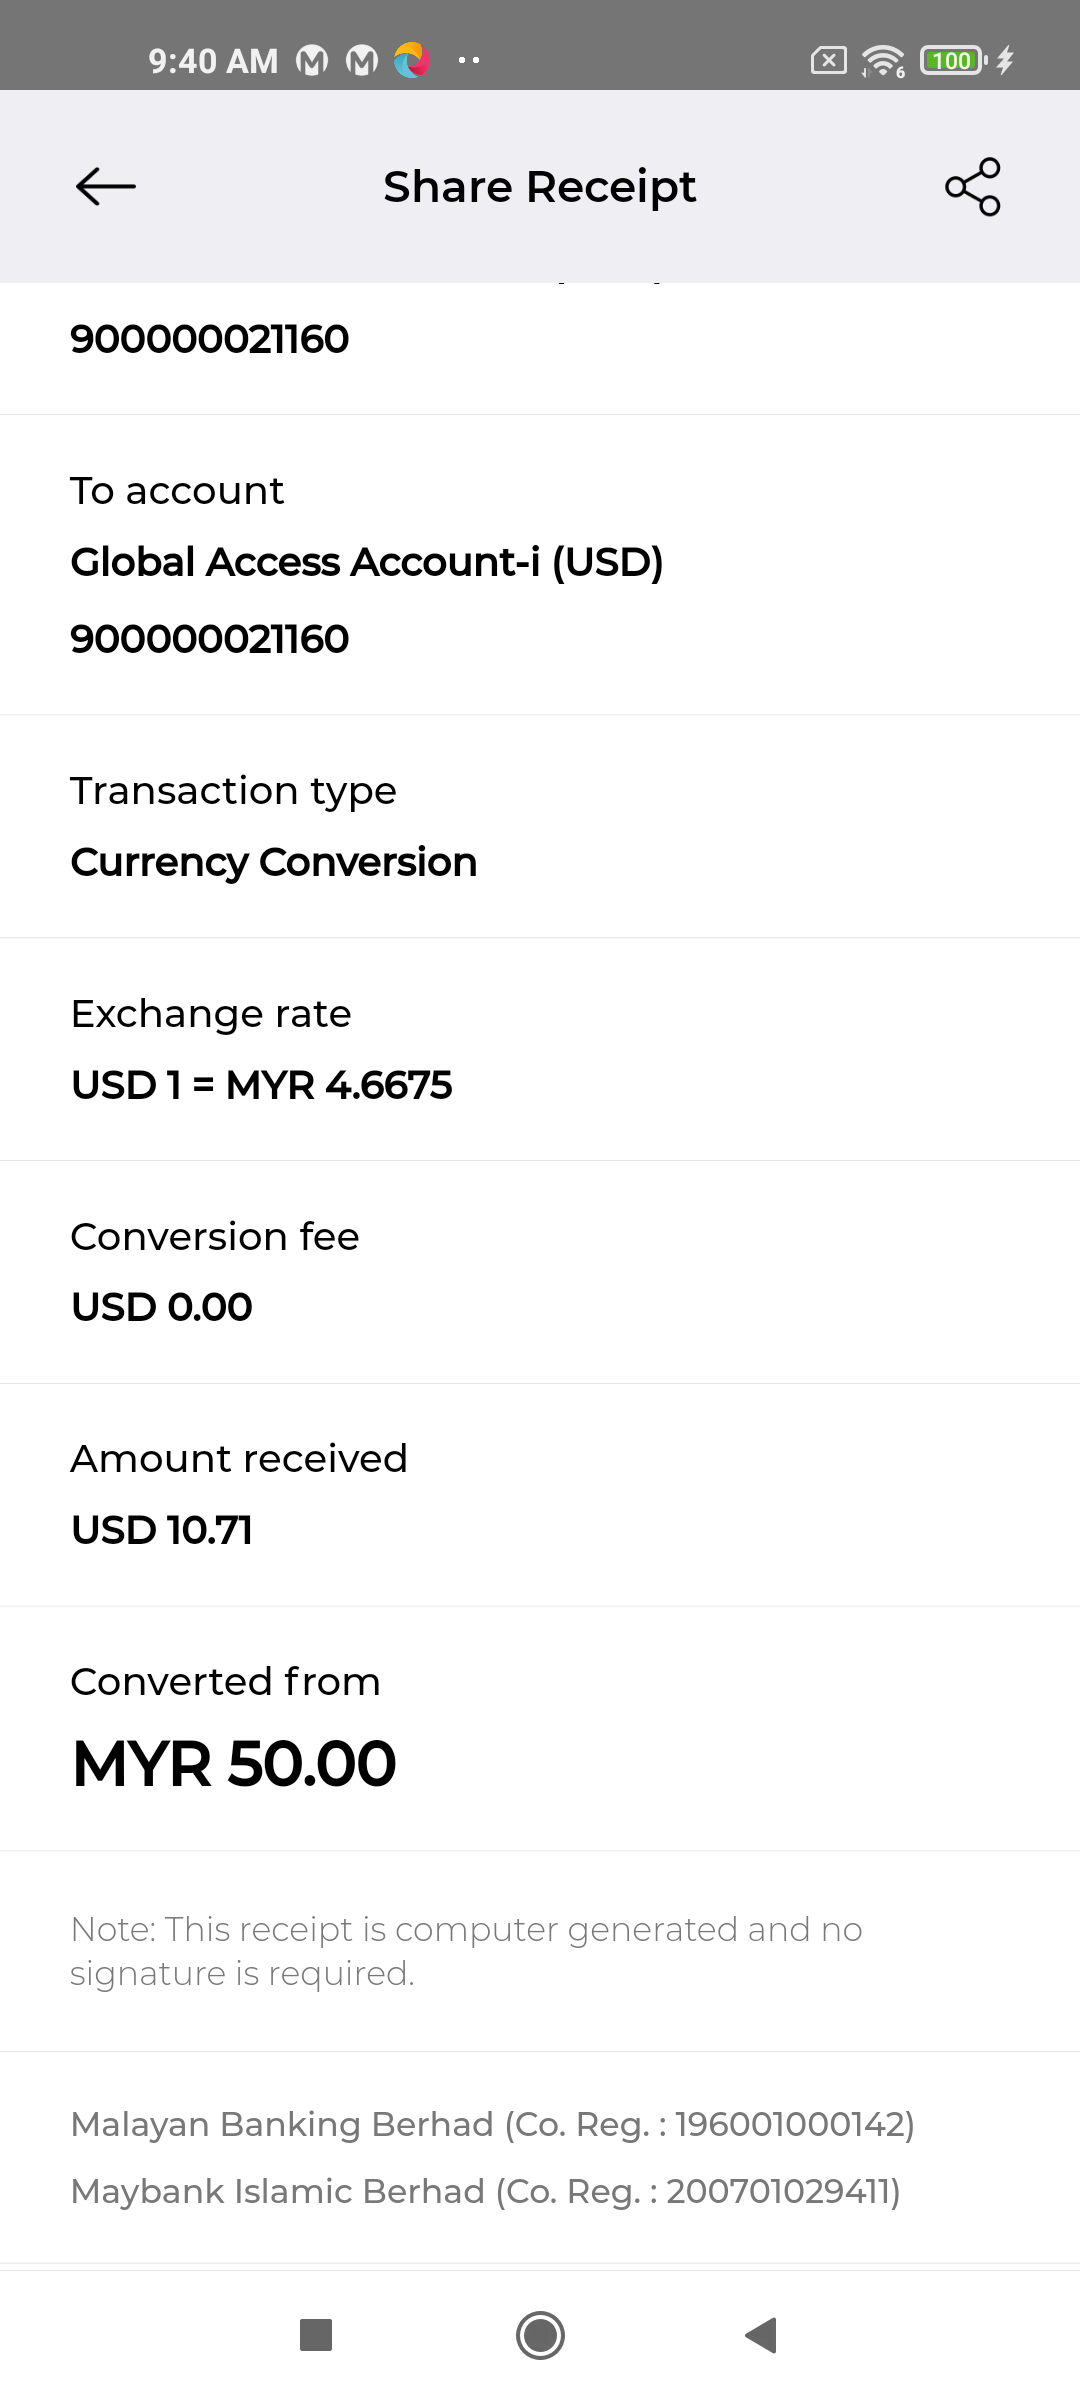 9:40 AM
6
100
Share Receipt
900000021160
To account
Global Access Account-i (USD)
900000021160
Transaction type
Currency Conversion
Exchange rate
USD 1 = MYR 4.6675
Conversion fee
USD 0.00
Amount received
USD 10.71
Converted from
MYR 50.00
Note: This receipt is computer generated and no
signature is required.
Malayan Banking Berhad (Co. Reg. : 196001000142)
Maybank Islamic Berhad (Co. Reg. : 200701029411)